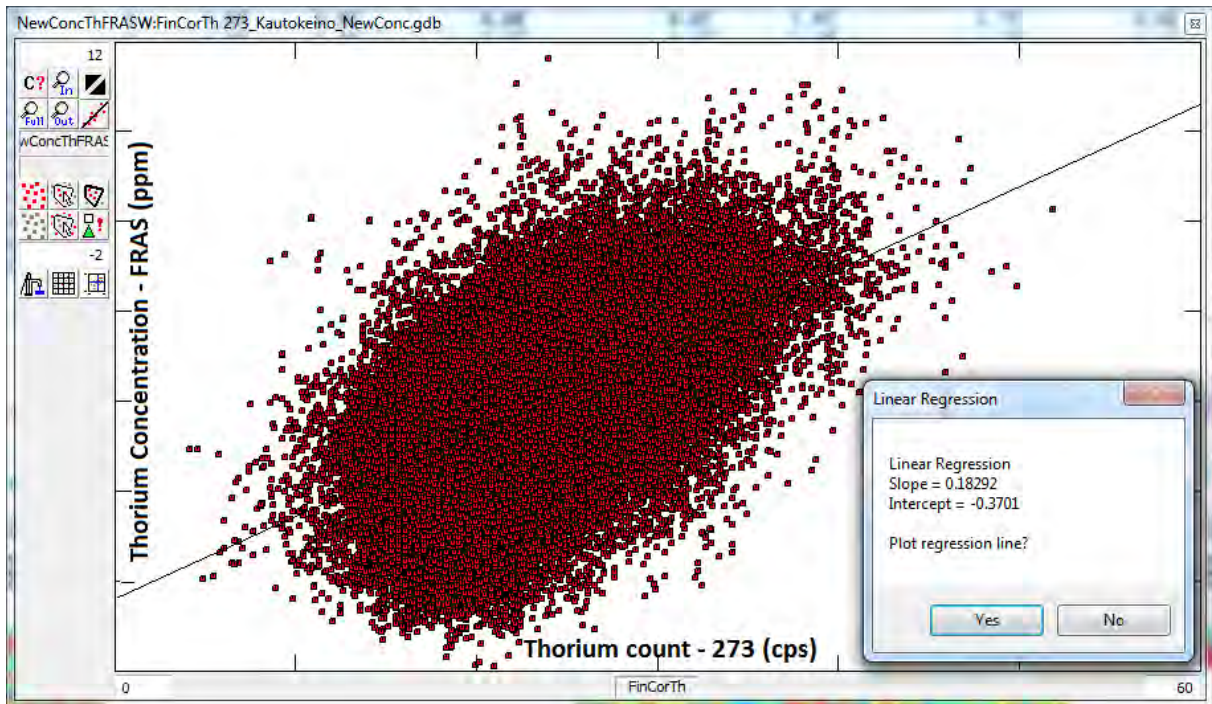 NewConcThFRASW:FinCorTh 273_Kautokeino_NewConc.gdb
12
C?
In
Full
Out
wConcThFRAS
-2
Thorium Concentration - FRAS (ppm)
Linear Regression
Linear Regression
Slope = 0.18292
Intercept = -0.3701
Plot regression line?
Yes
No
Thorium count - 273 (cps)
0
FinCorTh
60